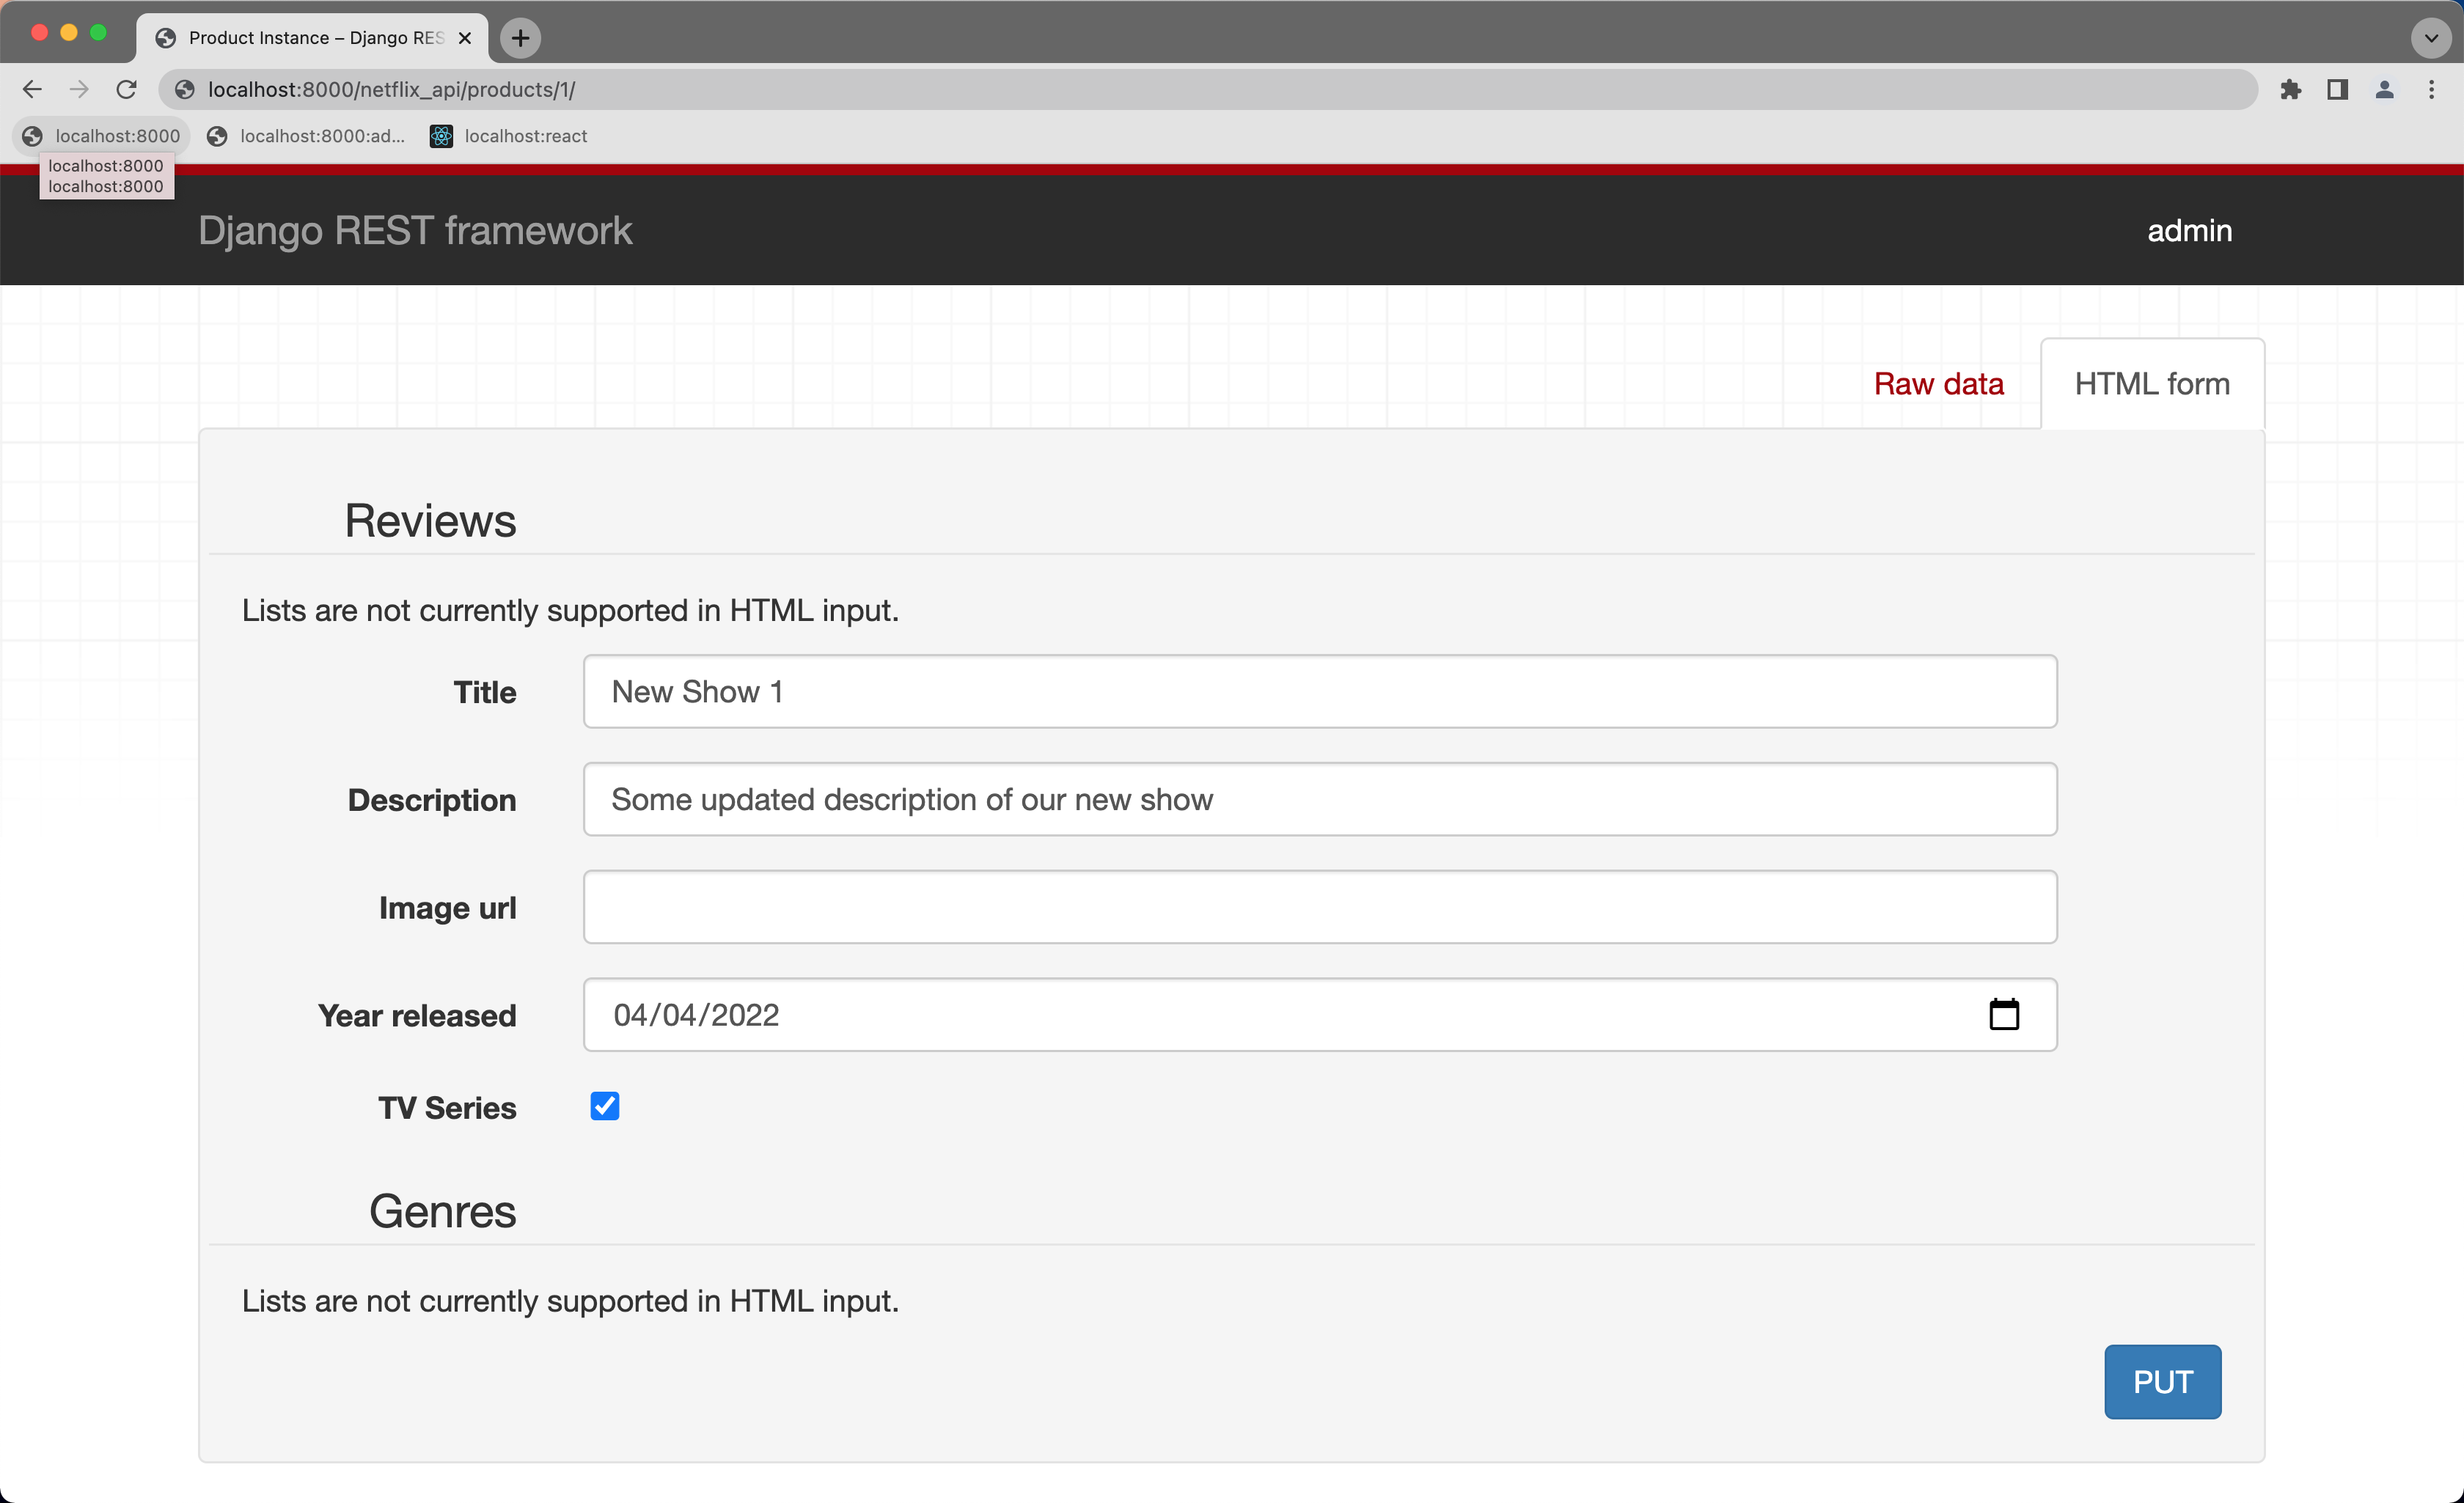 Product Instance – Django RES
localhost:8000/netflix_api/products/1/
localhost:8000
localhost:8000:ad...
localhost:react
localhost:8000
localhost:8000
Django REST framework
admin
Raw data
HTML form
Reviews
Lists are not currently supported in HTML input.
Title
New Show 1
Description
Some updated description of our new show
Image url
Year released
04/04/2022
TV Series
Genres
Lists are not currently supported in HTML input.
PUT